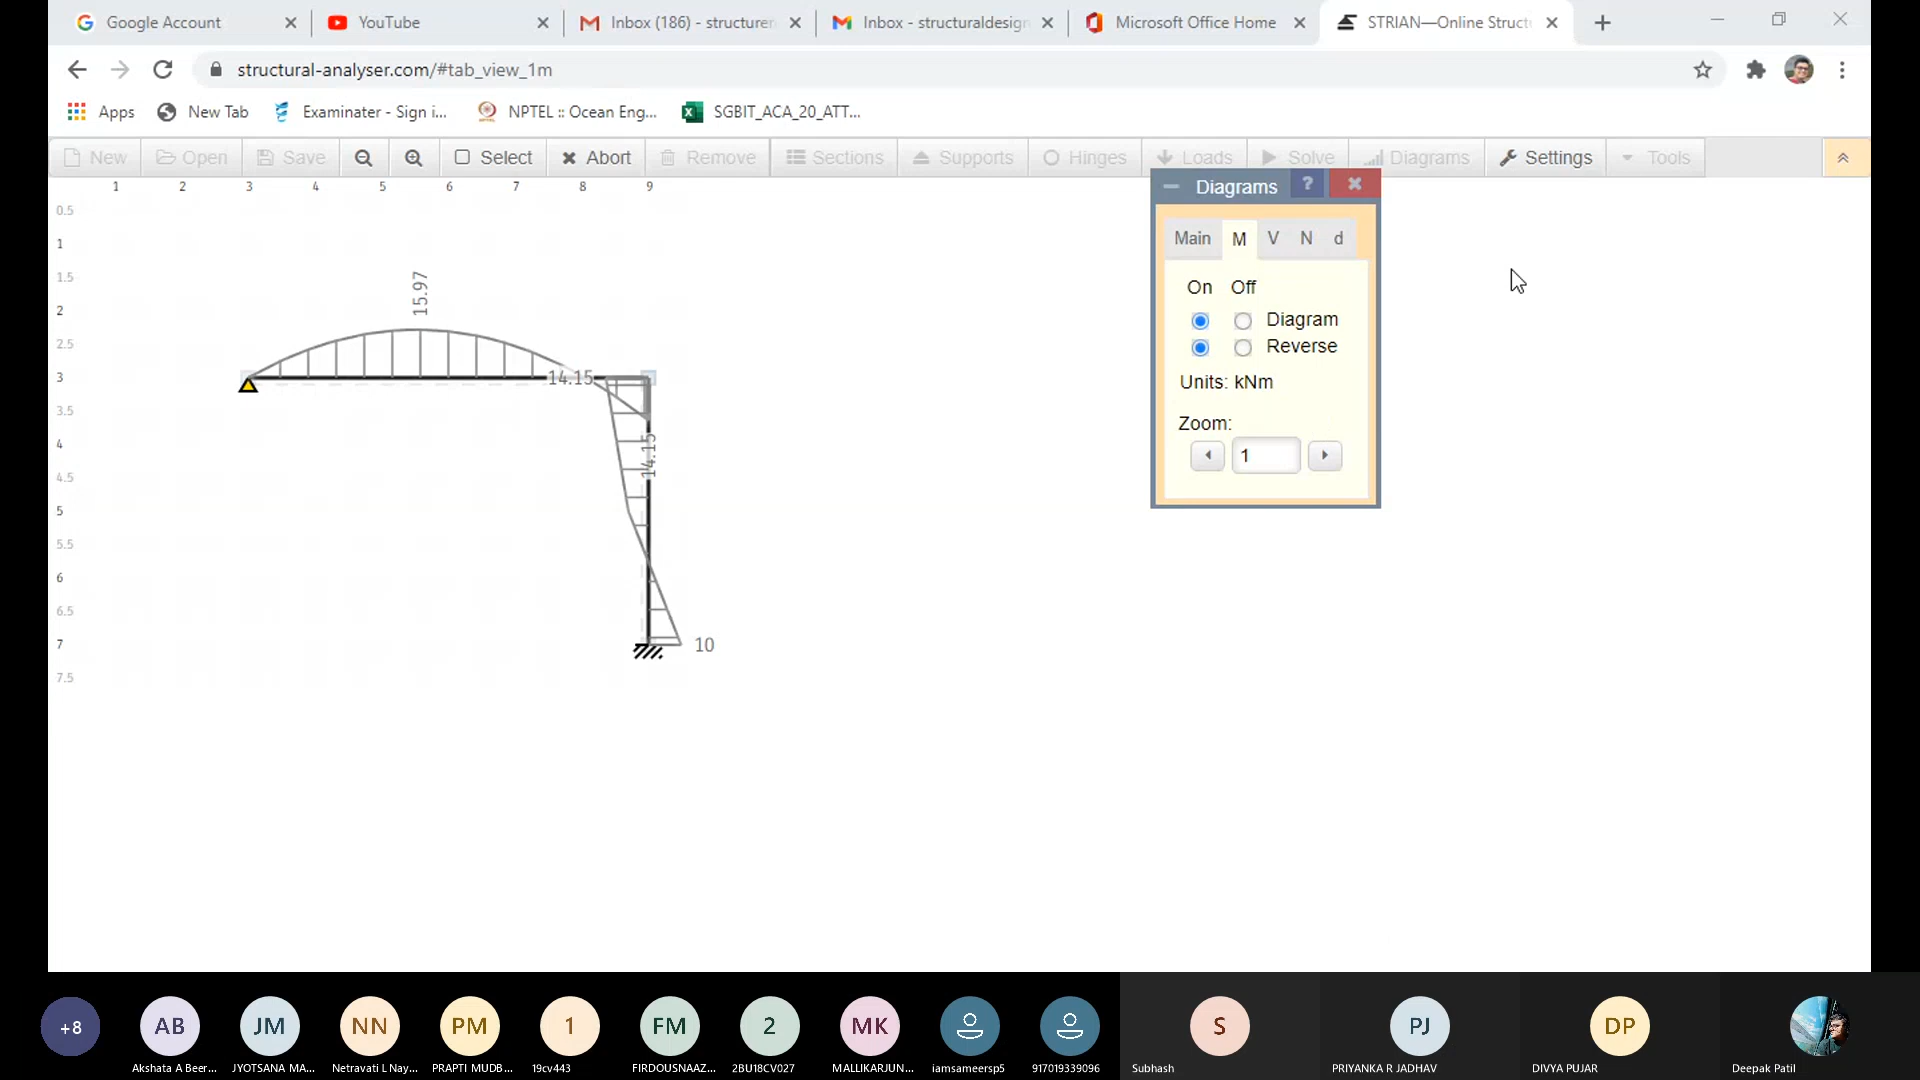 Google Account
YouTube
Inbox (186) - structurer
Inbox - structuraldesign
Microsoft Office Home
STRIAN—Online Struct
structural-analyser.com/#tab_view_1m
Apps
New Tab
Examinater - Sign i...
NPTEL :: Ocean Eng...
SGBIT_ACA_20_ATT...
New
Open
Save
Select
Abort
Remove
Sections
Supports
Hinges
Loads
Solve
Diagrams
Settings
Tools
1 2 3 4 5 6 7 8 9
0.5
1
1.5
2
2.5
3
3.5
4
4.5
5
5.5
6
6.5
7
7.5
15.97
14.15
14.15
10
Diagrams ?
Main M V N d
On Off
Diagram
Reverse
Units: kNm
Zoom:
1
+8
AB
JM
NN
PM
1
FM
2
MK
S
PJ
DP
Akshata A Beer...
JYOTSANA MA...
Netravati L Nay...
PRAPTI MUDB...
19cv443
FIRDOUSNAAZ...
2BU18CV027
MALLIKARJUN...
iamsameersp5
917019339096
Subhash
PRIYANKA R JADHAV
DIVYA PUJAR
Deepak Patil